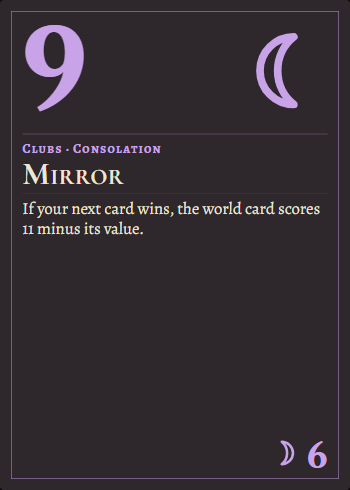 9
Clubs · Consolation
Mirror
If your next card wins, the world card scores
11 minus its value.
6